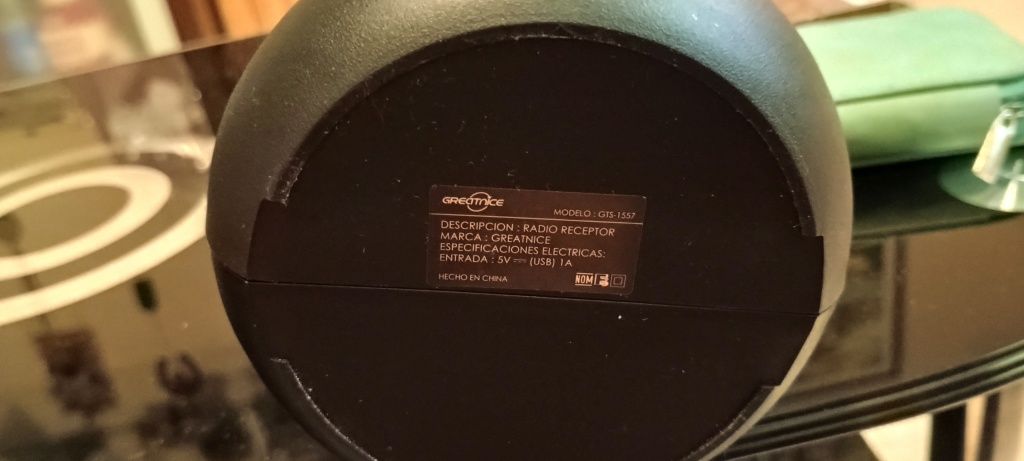 GREATNICE
MODELO : GTS-1557
DESCRIPCION : RADIO RECEPTOR
MARCA : GREATNICE
ESPECIFICACIONES ELECTRICAS:
ENTRADA : 5V⎓ (USB) 1A
HECHO EN CHINA NOM